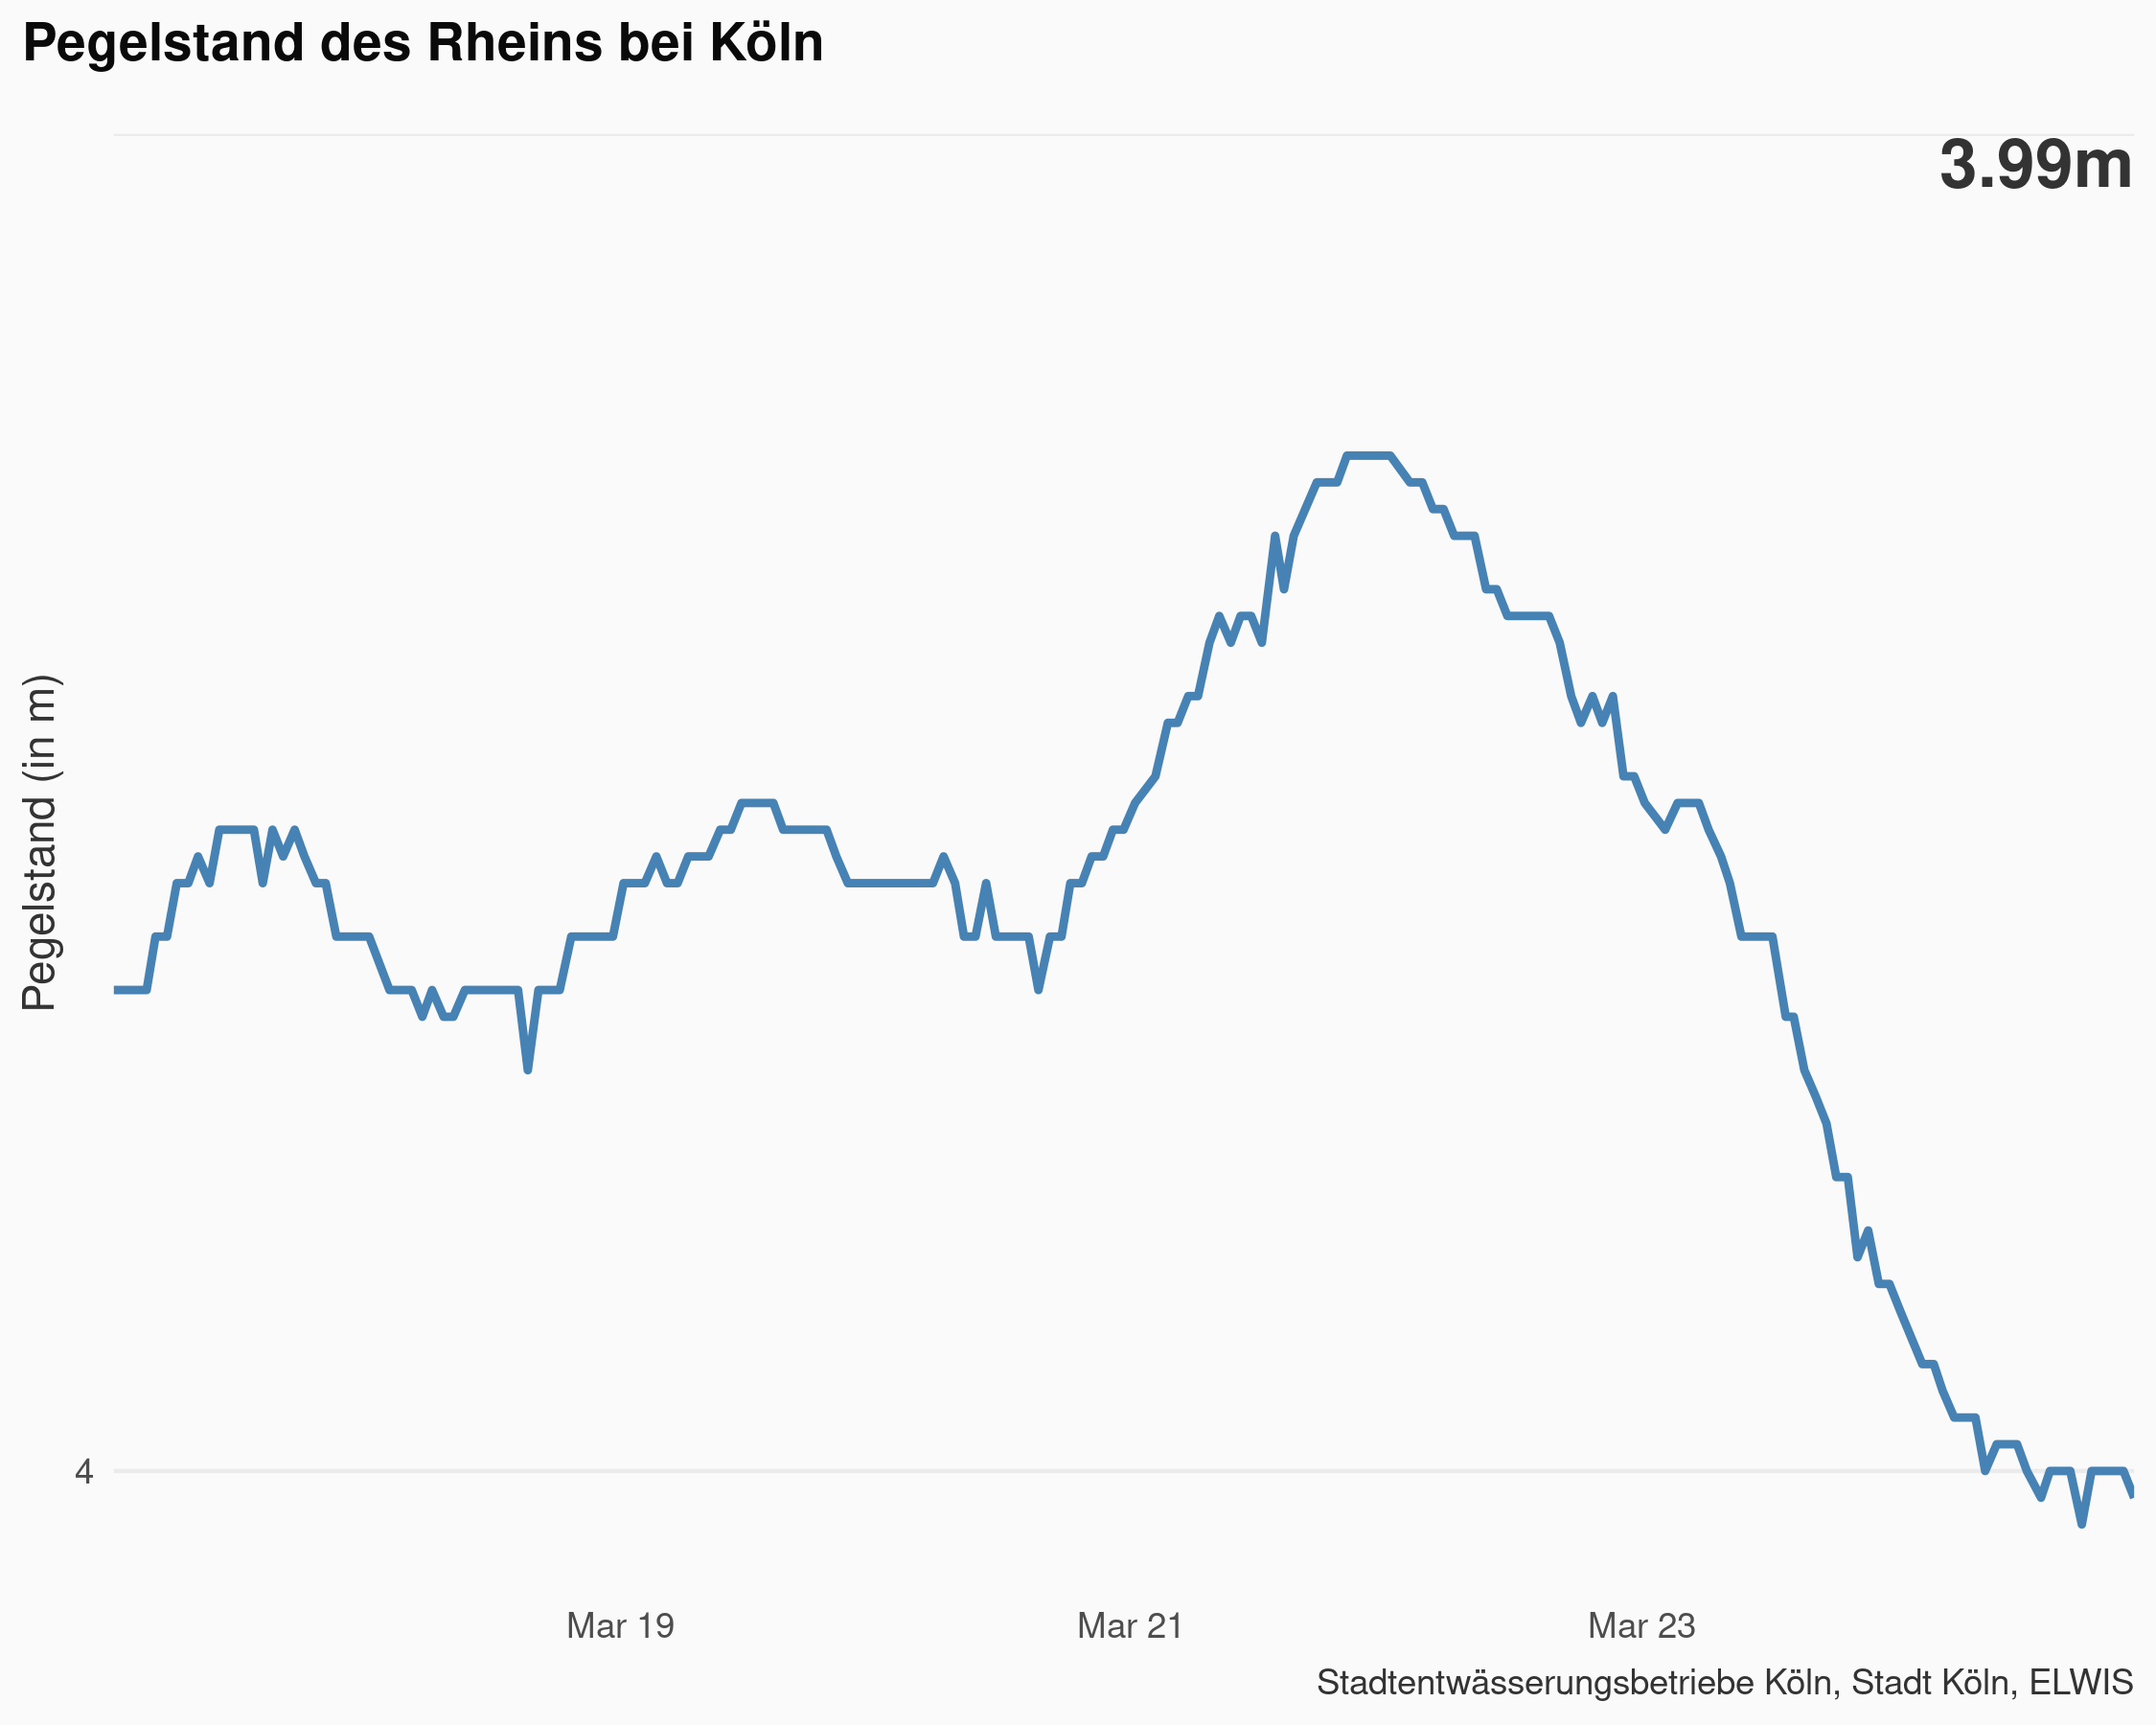 Pegelstand des Rheins bei Köln
3.99m
Pegelstand (in m)
4
Mar 19
Mar 21
Mar 23
Stadtentwässerungsbetriebe Köln, Stadt Köln, ELWIS